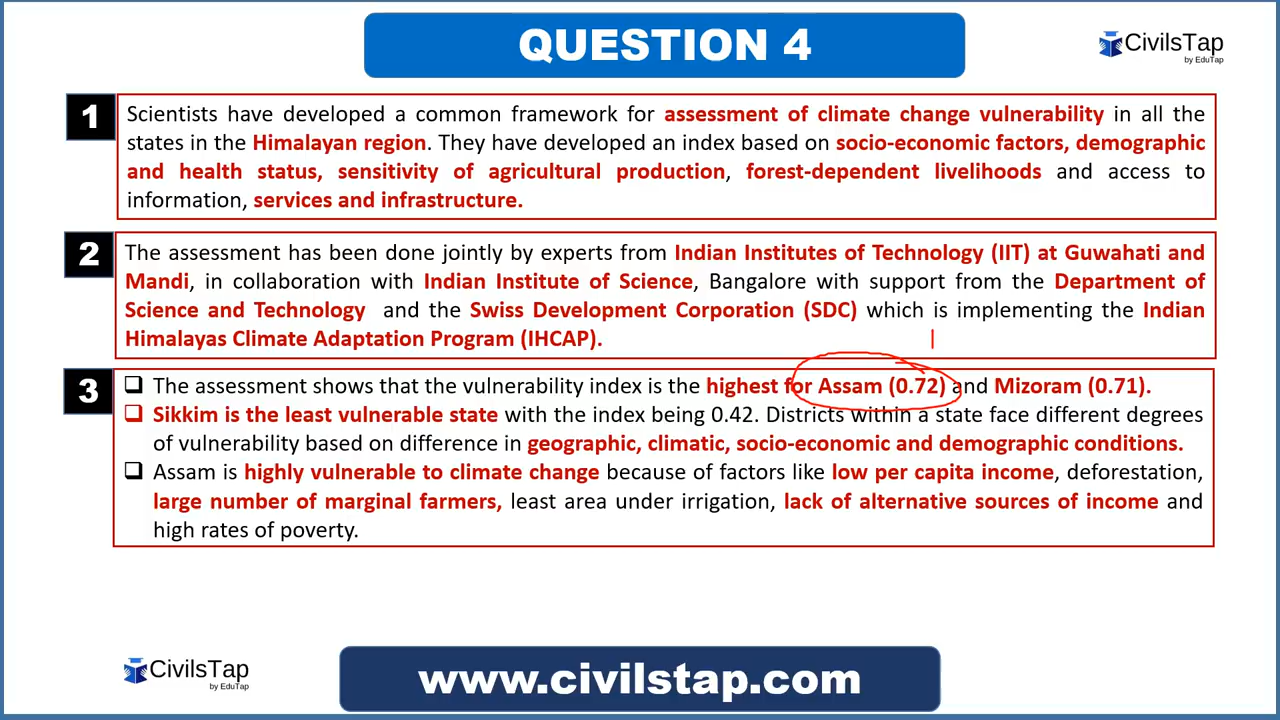 QUESTION 4
CivilsTap
by EduTap
1
Scientists have developed a common framework for assessment of climate change vulnerability in all the
states in the Himalayan region. They have developed an index based on socio-economic factors, demographic
and health status, sensitivity of agricultural production, forest-dependent livelihoods and access to
information, services and infrastructure.
2
The assessment has been done jointly by experts from Indian Institutes of Technology (IIT) at Guwahati and
Mandi, in collaboration with Indian Institute of Science, Bangalore with support from the Department of
Science and Technology and the Swiss Development Corporation (SDC) which is implementing the Indian
Himalayas Climate Adaptation Program (IHCAP).
3
❑ The assessment shows that the vulnerability index is the highest for Assam (0.72) and Mizoram (0.71).
❑ Sikkim is the least vulnerable state with the index being 0.42. Districts within a state face different degrees
of vulnerability based on difference in geographic, climatic, socio-economic and demographic conditions.
❑ Assam is highly vulnerable to climate change because of factors like low per capita income, deforestation,
large number of marginal farmers, least area under irrigation, lack of alternative sources of income and
high rates of poverty.
CivilsTap
by EduTap
www.civilstap.com